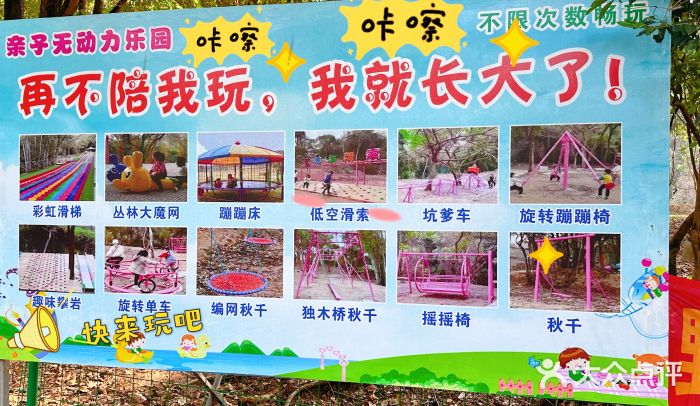 亲子无动力乐园
咔嚓
咔嚓
不限次数畅玩
再不陪我玩，我就长大了！
彩虹滑梯
丛林大魔网
蹦蹦床
低空滑索
坑爹车
旋转蹦蹦椅
趣味攀岩
旋转单车
编网秋千
独木桥秋千
摇摇椅
秋千
快来玩吧
大众点评